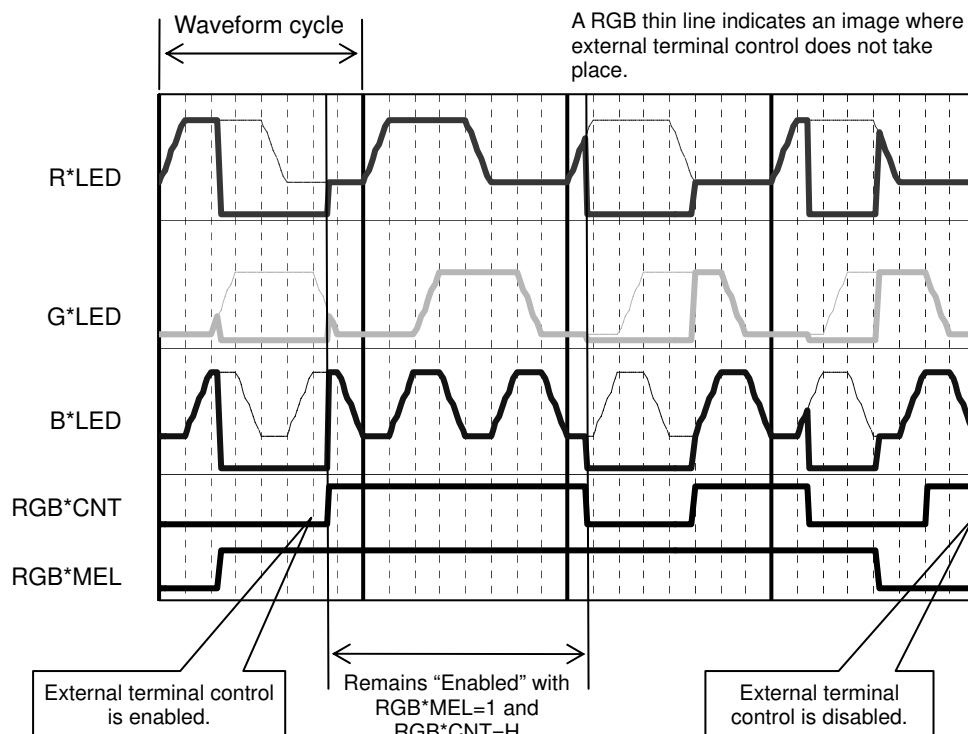 Waveform cycle
A RGB thin line indicates an image where
external terminal control does not take
place.
R*LED
G*LED
B*LED
RGB*CNT
RGB*MEL
External terminal control
is enabled.
Remains “Enabled” with
RGB*MEL=1 and
RGB*CNT=H
External terminal
control is disabled.